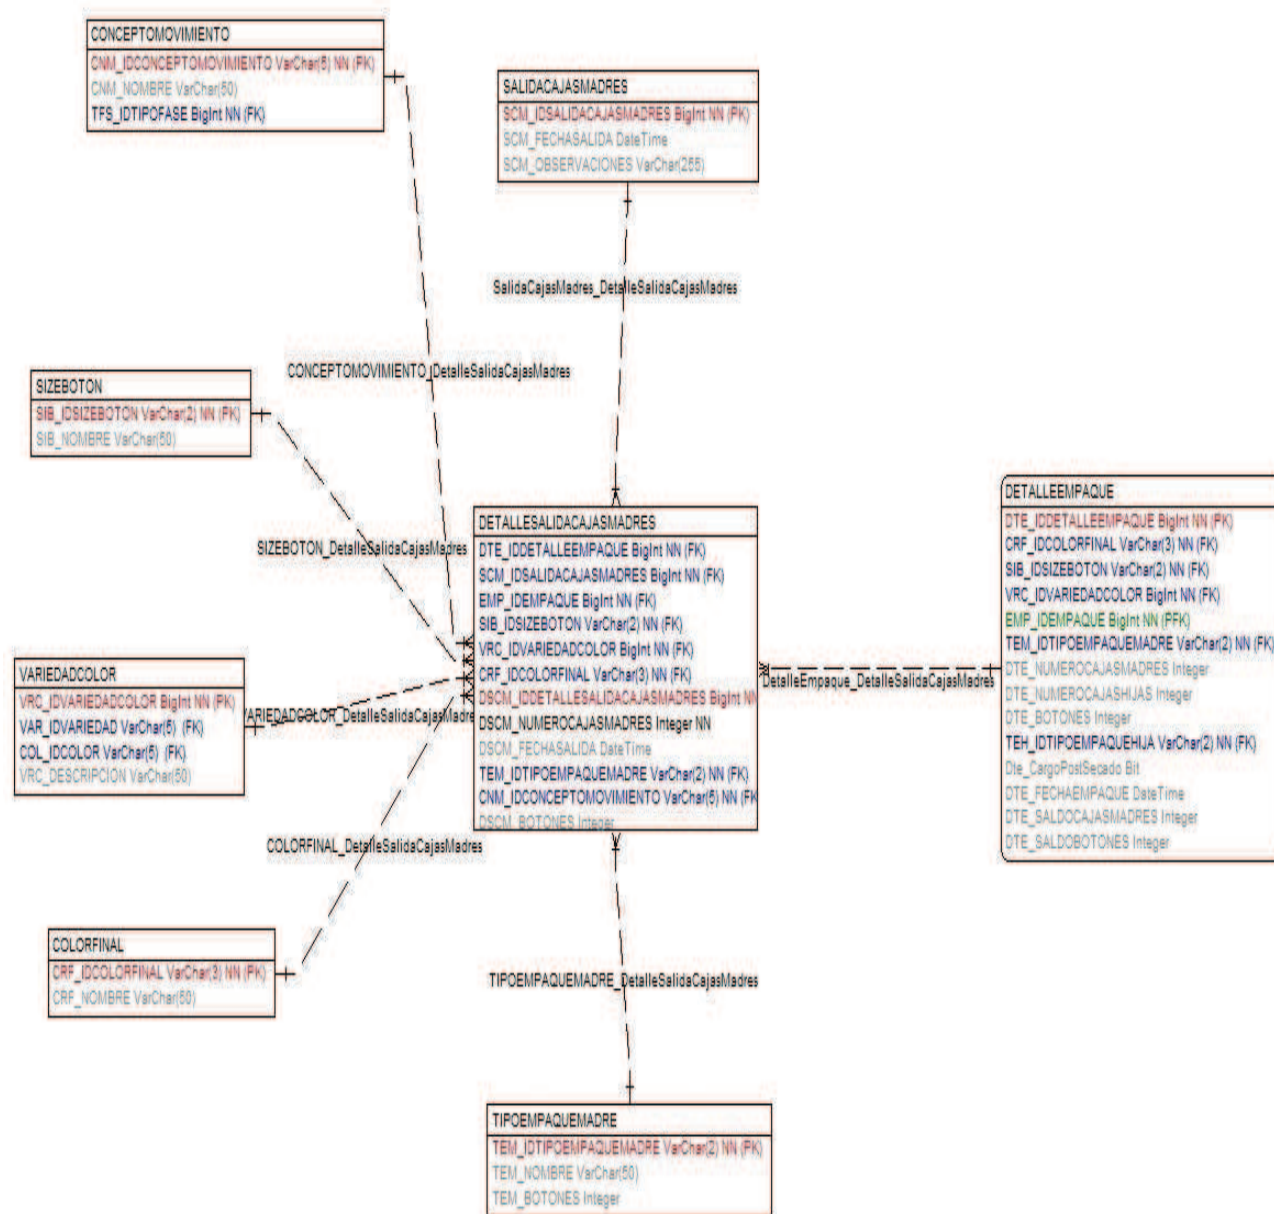 CONCEPTOMOVIMIENTO
CNM_IDCONCEPTOMOVIMIENTO VarChar(5) NN (PK)
CNM_NOMBRE VarChar(50)
TFS_IDTIPOFASE BigInt NN (FK)
SALIDACAJASMADRES
SCM_IDSALIDACAJASMADRES BigInt NN (PK)
SCM_FECHASALIDA DateTime
SCM_OBSERVACIONES VarChar(255)
SalidaCajasMadres_DetalleSalidaCajasMadres
CONCEPTOMOVIMIENTO_DetalleSalidaCajasMadres
SIZEBOTON
SIB_IDSIZEBOTON VarChar(2) NN (PK)
SIB_NOMBRE VarChar(50)
SIZEBOTON_DetalleSalidaCajasMadres
DETALLESALIDACAJASMADRES
DTE_IDDETALLEEMPAQUE BigInt NN (FK)
SCM_IDSALIDACAJASMADRES BigInt NN (FK)
EMP_IDEMPAQUE BigInt NN (FK)
SIB_IDSIZEBOTON VarChar(2) NN (FK)
VRC_IDVARIEDADCOLOR BigInt NN (FK)
CRF_IDCOLORFINAL VarChar(3) NN (FK)
DSCM_IDDETALLESALIDACAJASMADRES BigInt NN
DSCM_NUMEROCAJASMADRES Integer NN
DSCM_FECHASALIDA DateTime
TEM_IDTIPOEMPAQUEMADRE VarChar(2) NN (FK)
CNM_IDCONCEPTOMOVIMIENTO VarChar(5) NN (FK
DSCM_BOTONES Integer
DetalleEmpaque_DetalleSalidaCajasMadres
DETALLEEMPAQUE
DTE_IDDETALLEEMPAQUE BigInt NN (PK)
CRF_IDCOLORFINAL VarChar(3) NN (FK)
SIB_IDSIZEBOTON VarChar(2) NN (FK)
VRC_IDVARIEDADCOLOR BigInt NN (FK)
EMP_IDEMPAQUE BigInt NN (PFK)
TEM_IDTIPOEMPAQUEMADRE VarChar(2) NN (FK)
DTE_NUMEROCAJASMADRES Integer
DTE_NUMEROCAJASHIJAS Integer
DTE_BOTONES Integer
TEH_IDTIPOEMPAQUEHIJA VarChar(2) NN (FK)
Dte_CargoPostSecado Bit
DTE_FECHAEMPAQUE DateTime
DTE_SALDOCAJASMADRES Integer
DTE_SALDOBOTONES Integer
VARIEDADCOLOR
VRC_IDVARIEDADCOLOR BigInt NN (PK)
VAR_IDVARIEDAD VarChar(5) (FK)
COL_IDCOLOR VarChar(5) (FK)
VRC_DESCRIPCION VarChar(50)
VARIEDADCOLOR_DetalleSalidaCajasMadres
COLORFINAL_DetalleSalidaCajasMadres
COLORFINAL
CRF_IDCOLORFINAL VarChar(3) NN (PK)
CRF_NOMBRE VarChar(50)
TIPOEMPAQUEMADRE_DetalleSalidaCajasMadres
TIPOEMPAQUEMADRE
TEM_IDTIPOEMPAQUEMADRE VarChar(2) NN (PK)
TEM_NOMBRE VarChar(50)
TEM_BOTONES Integer